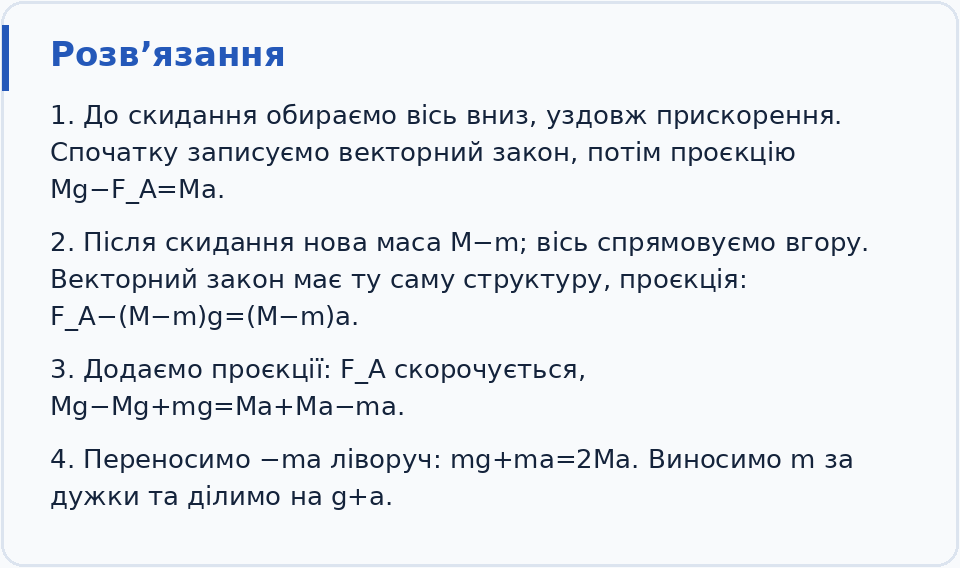 Розв’язання
1. До скидання обираємо вісь вниз, уздовж прискорення.
Спочатку записуємо векторний закон, потім проєкцію
Mg−F_A=Ma.
2. Після скидання нова маса M−m; вісь спрямовуємо вгору.
Векторний закон має ту саму структуру, проєкція:
F_A−(M−m)g=(M−m)a.
3. Додаємо проєкції: F_A скорочується,
Mg−Mg+mg=Ma+Ma−ma.
4. Переносимо −ma ліворуч: mg+ma=2Ma. Виносимо m за
дужки та ділимо на g+a.